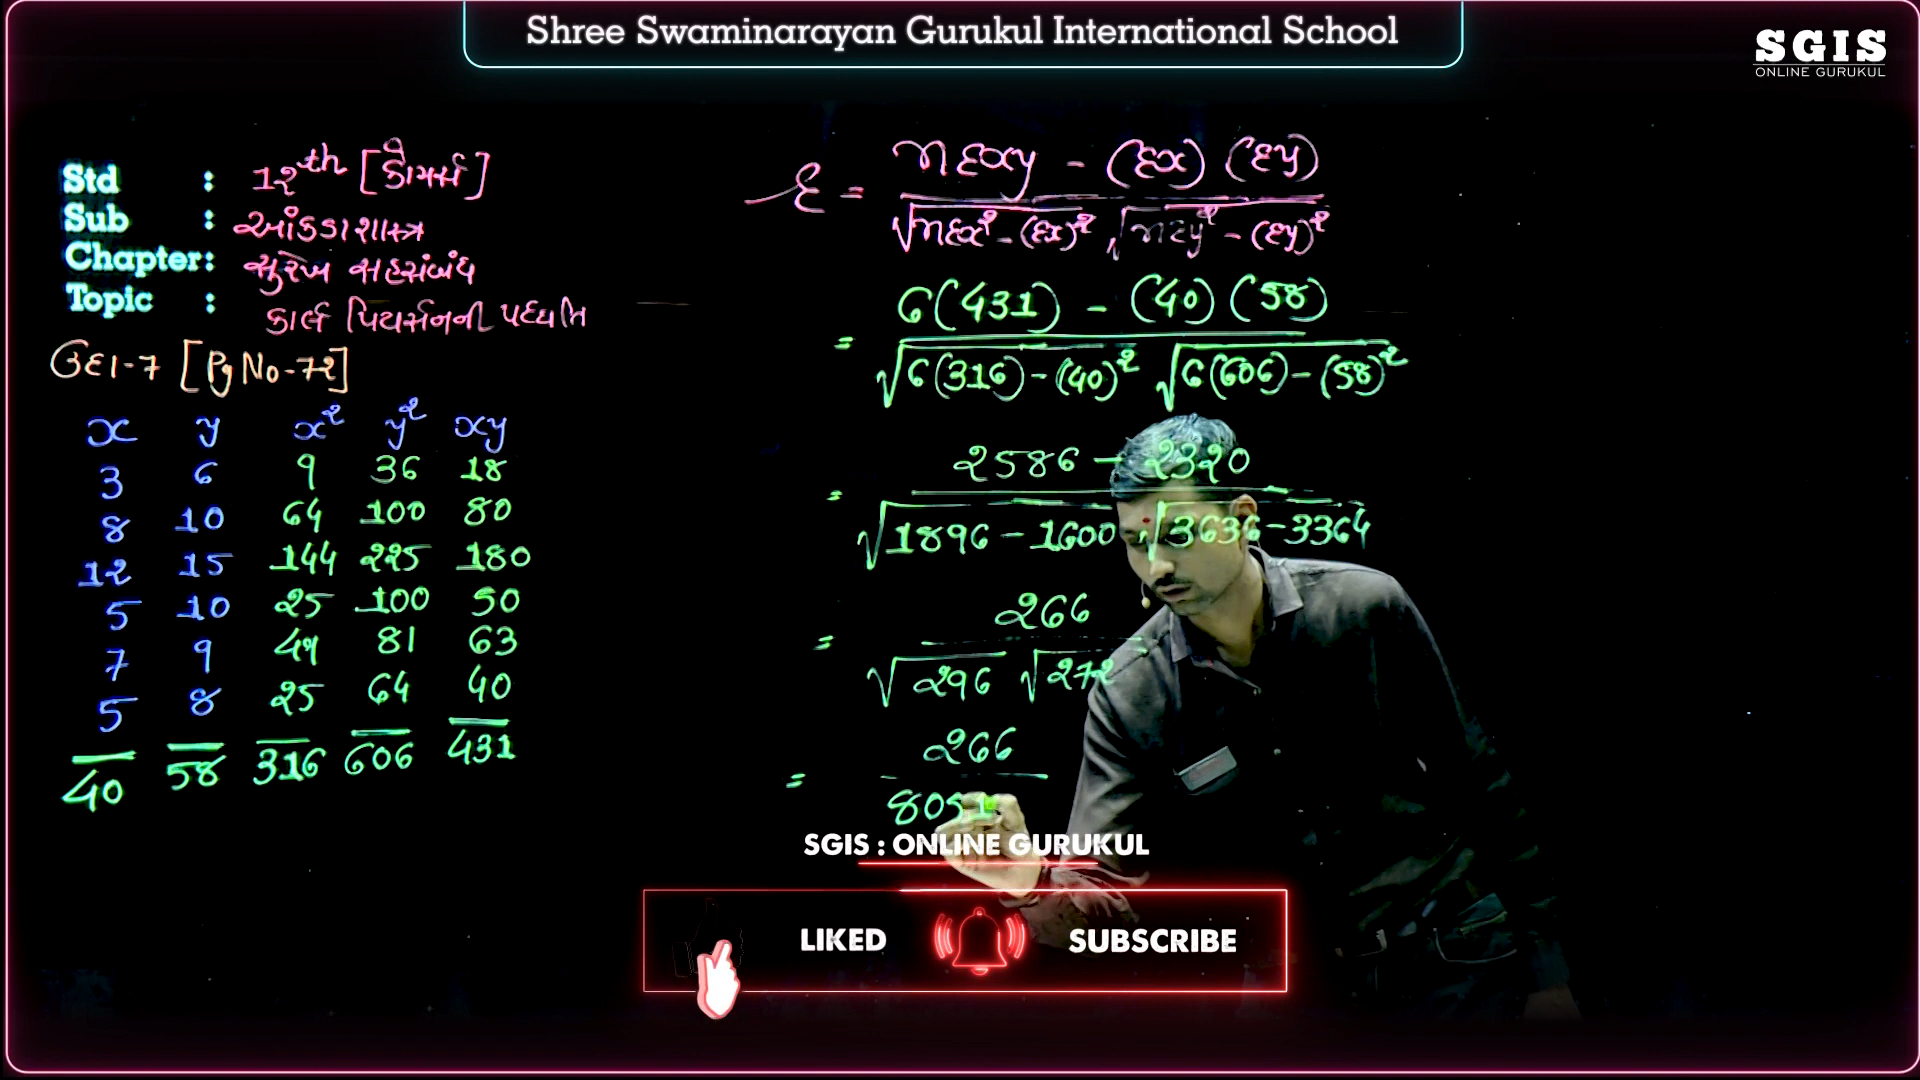 Shree Swaminarayan Gurukul International School
SGIS
ONLINE GURUKUL
Std : 12th [કોમર્સ]
Sub : આંકડાશાસ્ત્ર
Chapter: સુરેખ સહસંબંધ
Topic : કાર્લ પિયર્સનની પદ્ધતિ
ઉદા-7 [Pg No-72]
x y x² y² xy
3 6 9 36 18
8 10 64 100 80
12 15 144 225 180
5 10 25 100 50
7 9 49 81 63
5 8 25 64 40
40 58 316 606 431
r = nΣxy - (Σx) (Σy)
√nΣx² - (Σx)² √nΣy² - (Σy)²
= 6(431) - (40) (58)
√6(316) - (40)² √6(606) - (58)²
= 2586 - 2320
√1896 - 1600 √3636 - 3364
= 266
√296 √272
= 266
8051
SGIS : ONLINE GURUKUL
LIKED SUBSCRIBE